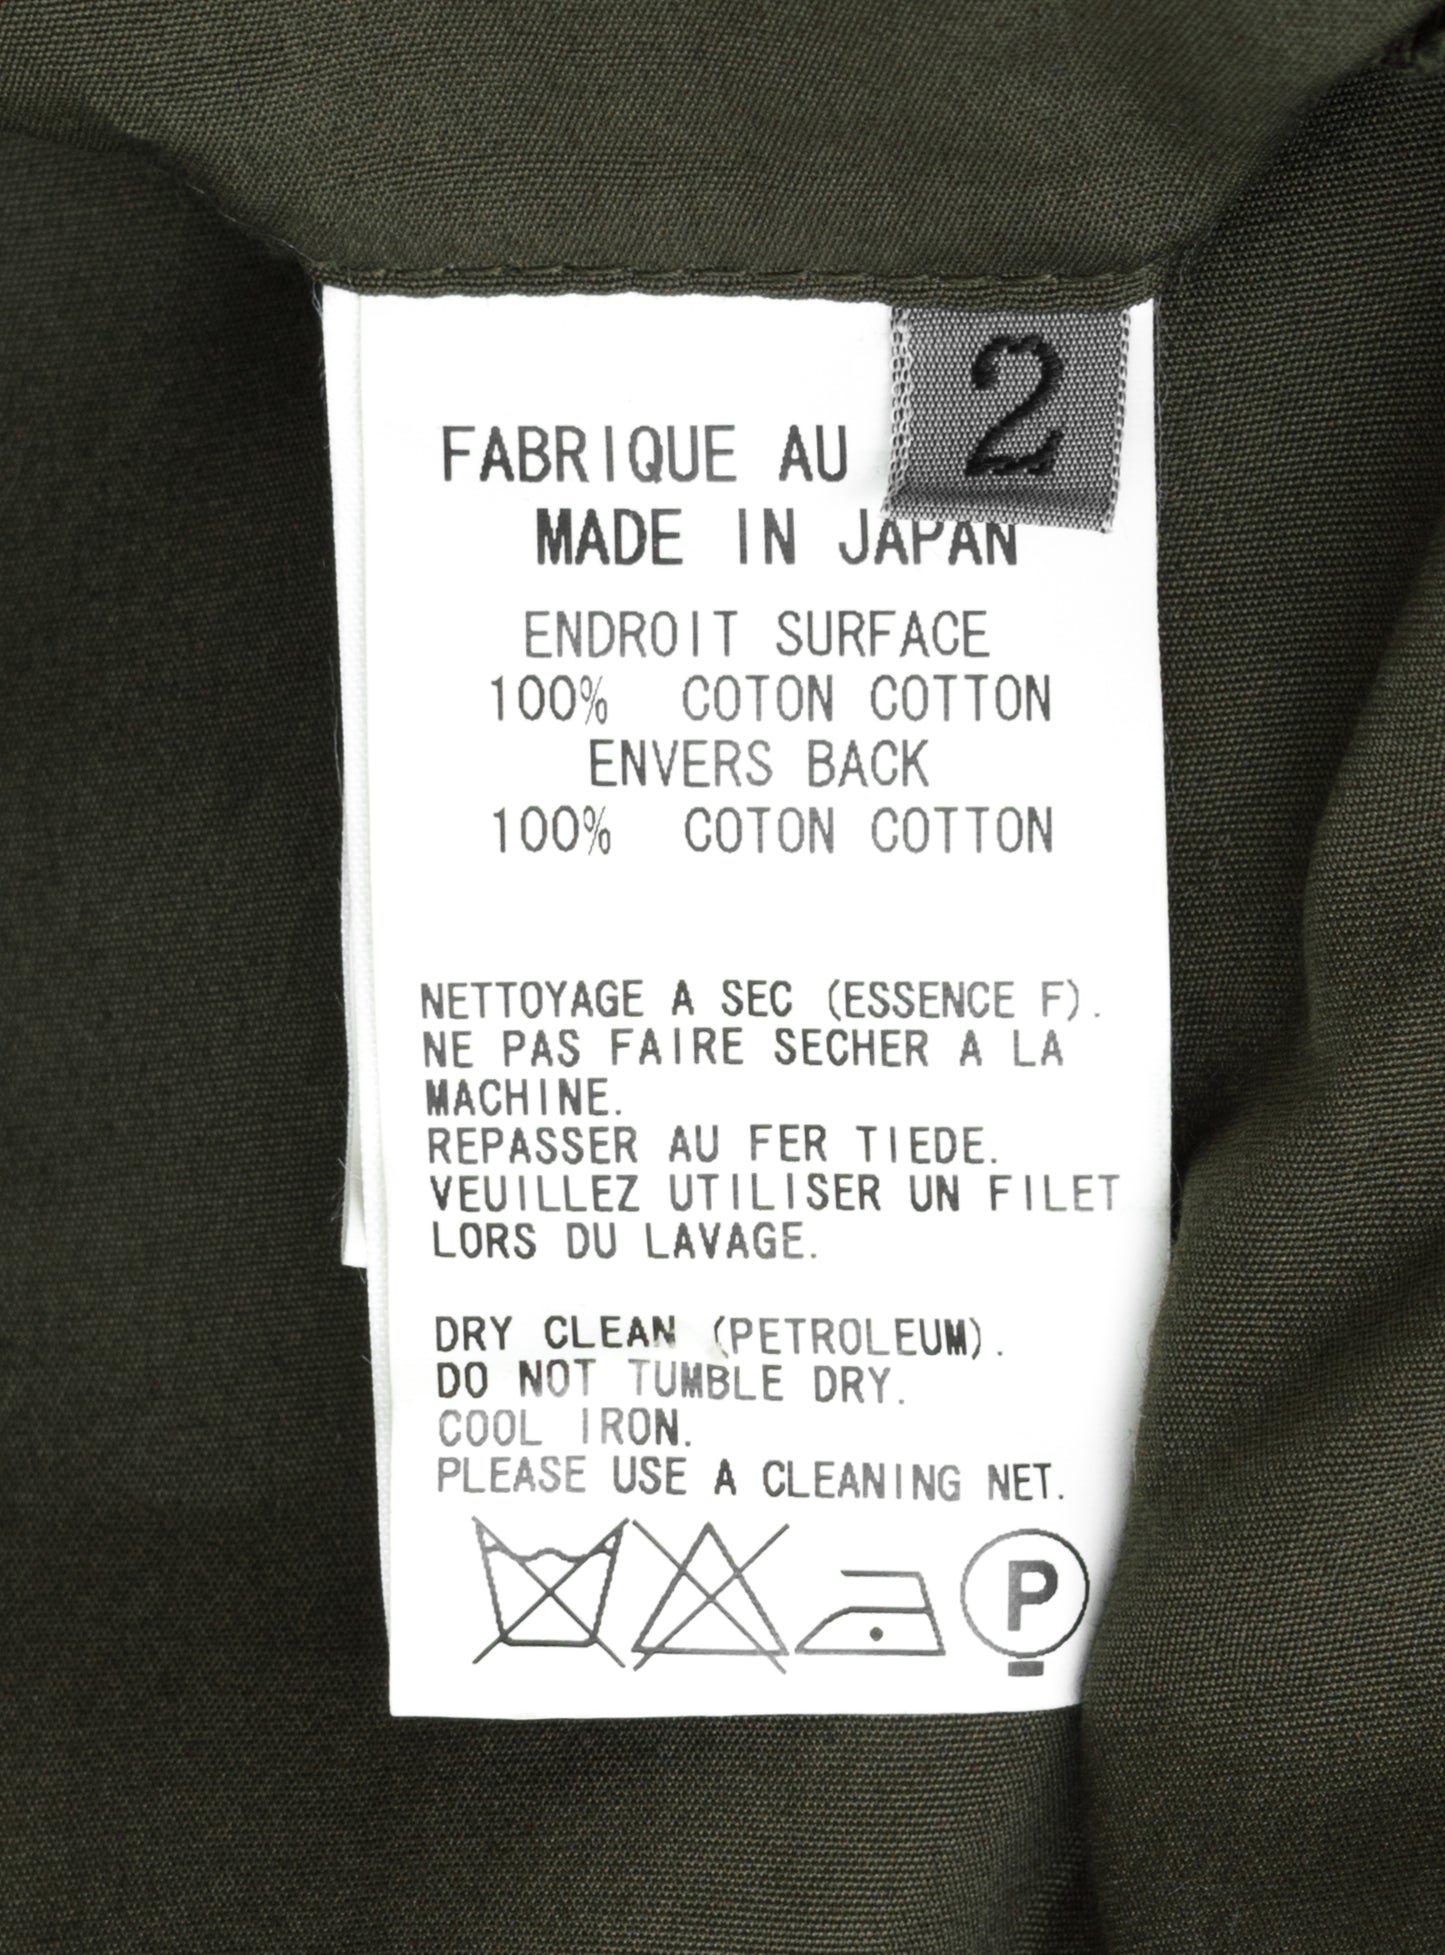 2
FABRIQUE AU
MADE IN JAPAN
ENDROIT SURFACE
100% COTON COTTON
ENVERS BACK
100% COTON COTTON
NETTOYAGE A SEC (ESSENCE F).
NE PAS FAIRE SECHER A LA
MACHINE.
REPASSER AU FER TIEDE.
VEUILLEZ UTILISER UN FILET
LORS DU LAVAGE.
DRY CLEAN (PETROLEUM).
DO NOT TUMBLE DRY.
COOL IRON.
PLEASE USE A CLEANING NET.
P